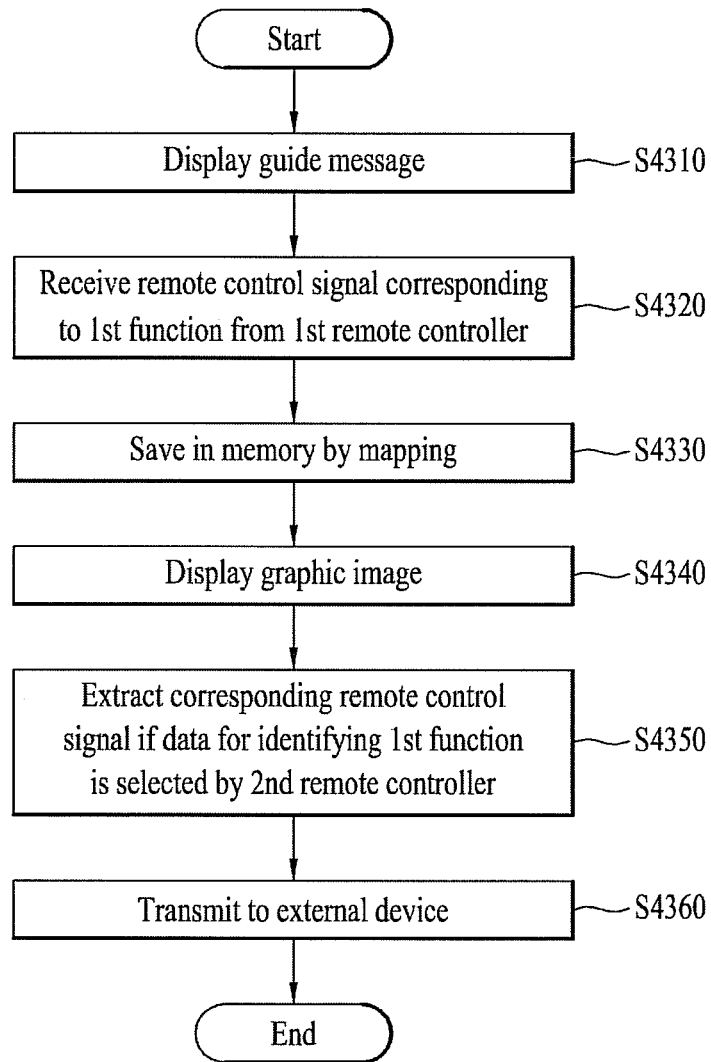 Start
Display guide message
S4310
Receive remote control signal corresponding
to 1st function from 1st remote controller
S4320
Save in memory by mapping
S4330
Display graphic image
S4340
Extract corresponding remote control
signal if data for identifying 1st function
is selected by 2nd remote controller
S4350
Transmit to external device
S4360
End